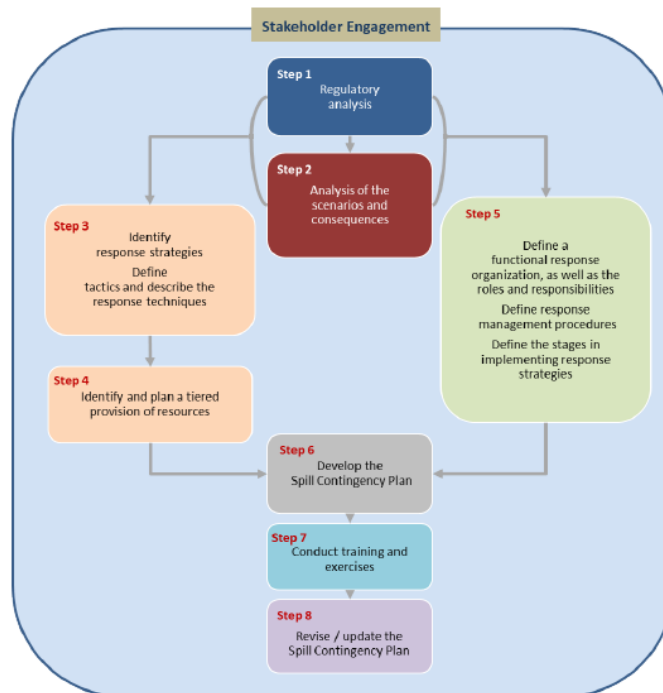 Stakeholder Engagement
Step 1
Regulatory
analysis
Step 2
Analysis of the
scenarios and
consequences
Step 3
Identify
response strategies
Define
tactics and describe the
response techniques
Step 4
Identify and plan a tiered
provision of resources
Step 5
Define a
functional response
organization, as well as the
roles and responsibilities
Define response
management procedures
Define the stages in
implementing response
strategies
Step 6
Develop the
Spill Contingency Plan
Step 7
Conduct training and
exercises
Step 8
Revise / update the
Spill Contingency Plan